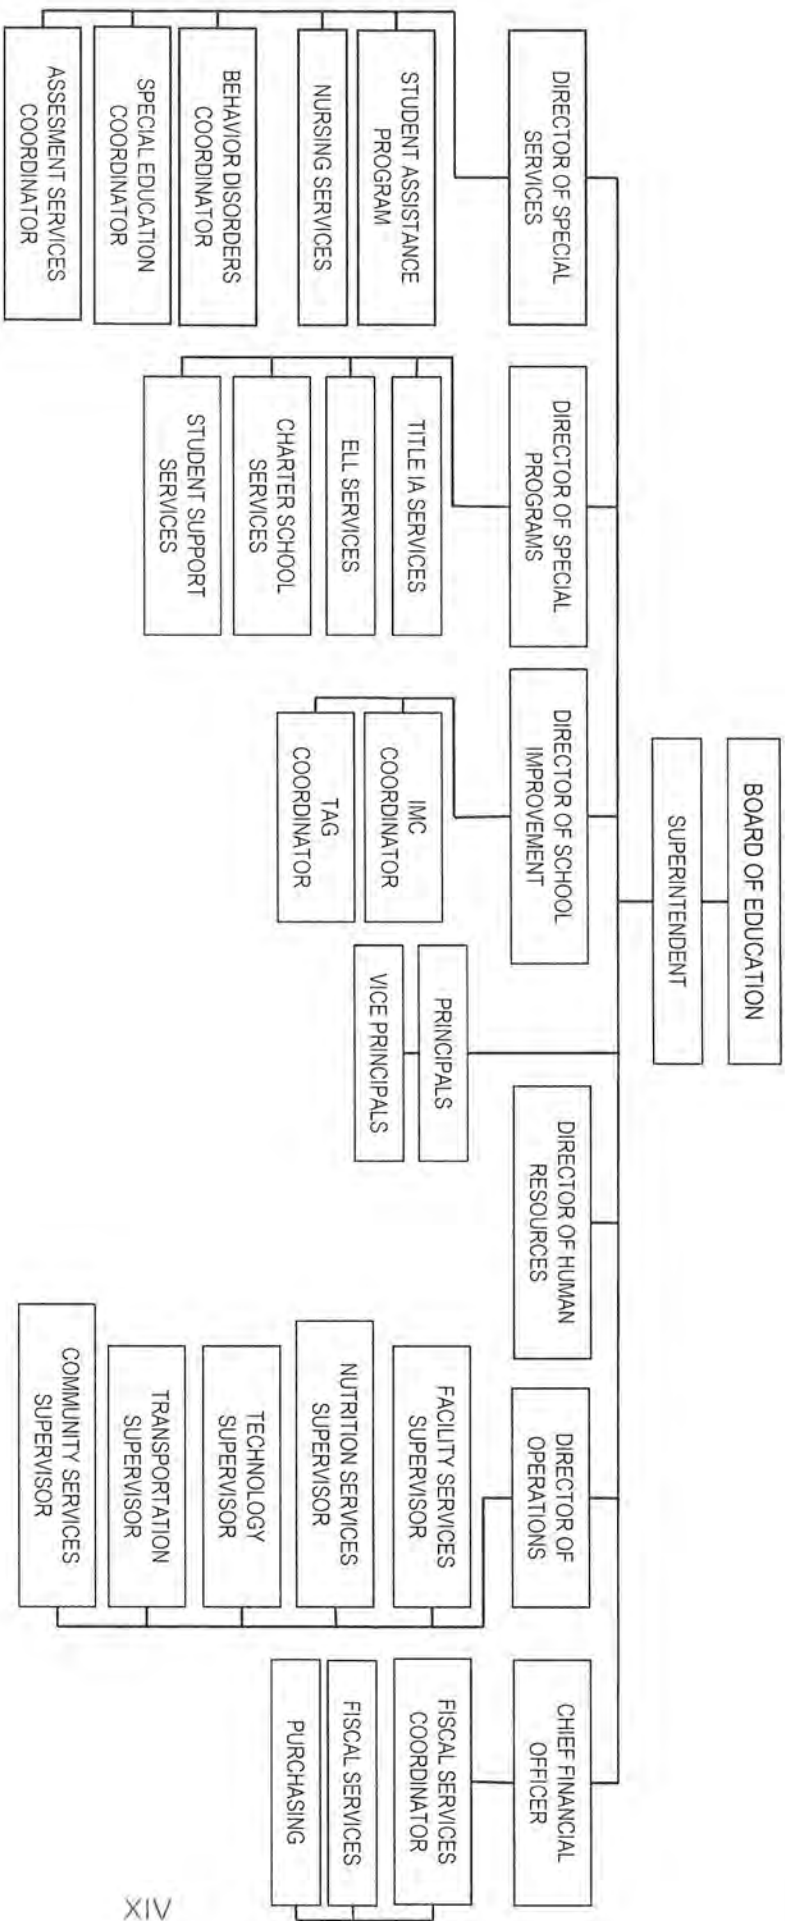 BOARD OF EDUCATION
SUPERINTENDENT
DIRECTOR OF SPECIAL
SERVICES
STUDENT ASSISTANCE
PROGRAM
NURSING SERVICES
BEHAVIOR DISORDERS
COORDINATOR
SPECIAL EDUCATION
COORDINATOR
ASSESMENT SERVICES
COORDINATOR
DIRECTOR OF SPECIAL
PROGRAMS
TITLE IA SERVICES
ELL SERVICES
CHARTER SCHOOL
SERVICES
STUDENT SUPPORT
SERVICES
DIRECTOR OF SCHOOL
IMPROVEMENT
IMC
COORDINATOR
TAG
COORDINATOR
PRINCIPALS
VICE PRINCIPALS
DIRECTOR OF HUMAN
RESOURCES
DIRECTOR OF
OPERATIONS
FACILITY SERVICES
SUPERVISOR
NUTRITION SERVICES
SUPERVISOR
TECHNOLOGY
SUPERVISOR
TRANSPORTATION
SUPERVISOR
COMMUNITY SERVICES
SUPERVISOR
CHIEF FINANCIAL
OFFICER
FISCAL SERVICES
COORDINATOR
FISCAL SERVICES
PURCHASING
XIV